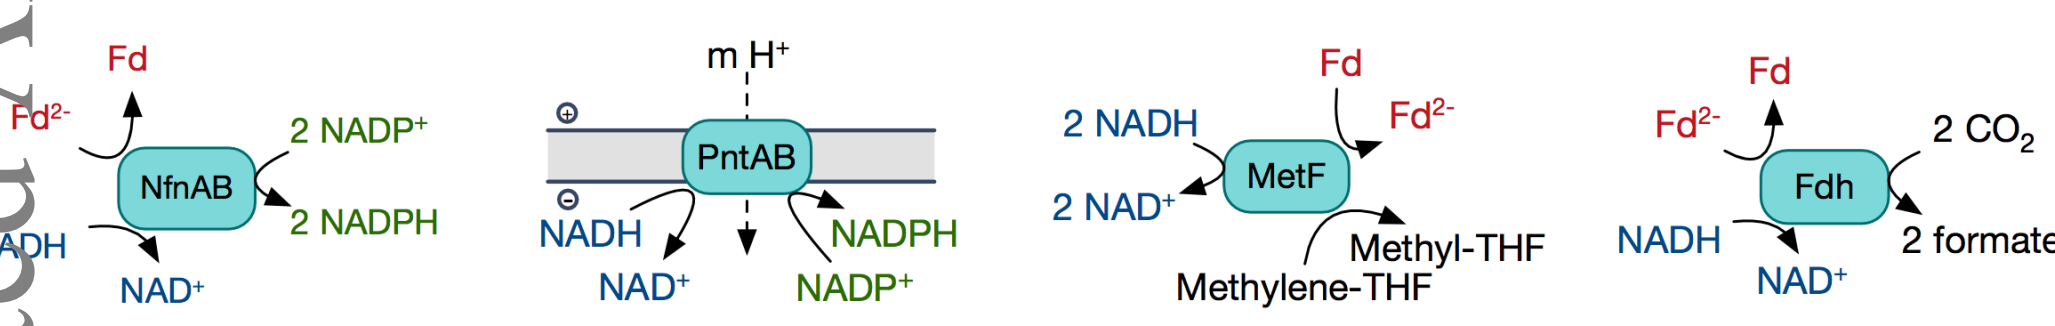 Fd
Fd²⁻
2 NADP⁺
NfnAB
2 NADPH
ADH
NAD⁺
m H⁺
+
PntAB
-
NADH
NADPH
NAD⁺
NADP⁺
Fd
2 NADH
Fd²⁻
MetF
2 NAD⁺
Methyl-THF
Methylene-THF
Fd
Fd²⁻
2 CO₂
Fdh
NADH
2 formate
NAD⁺